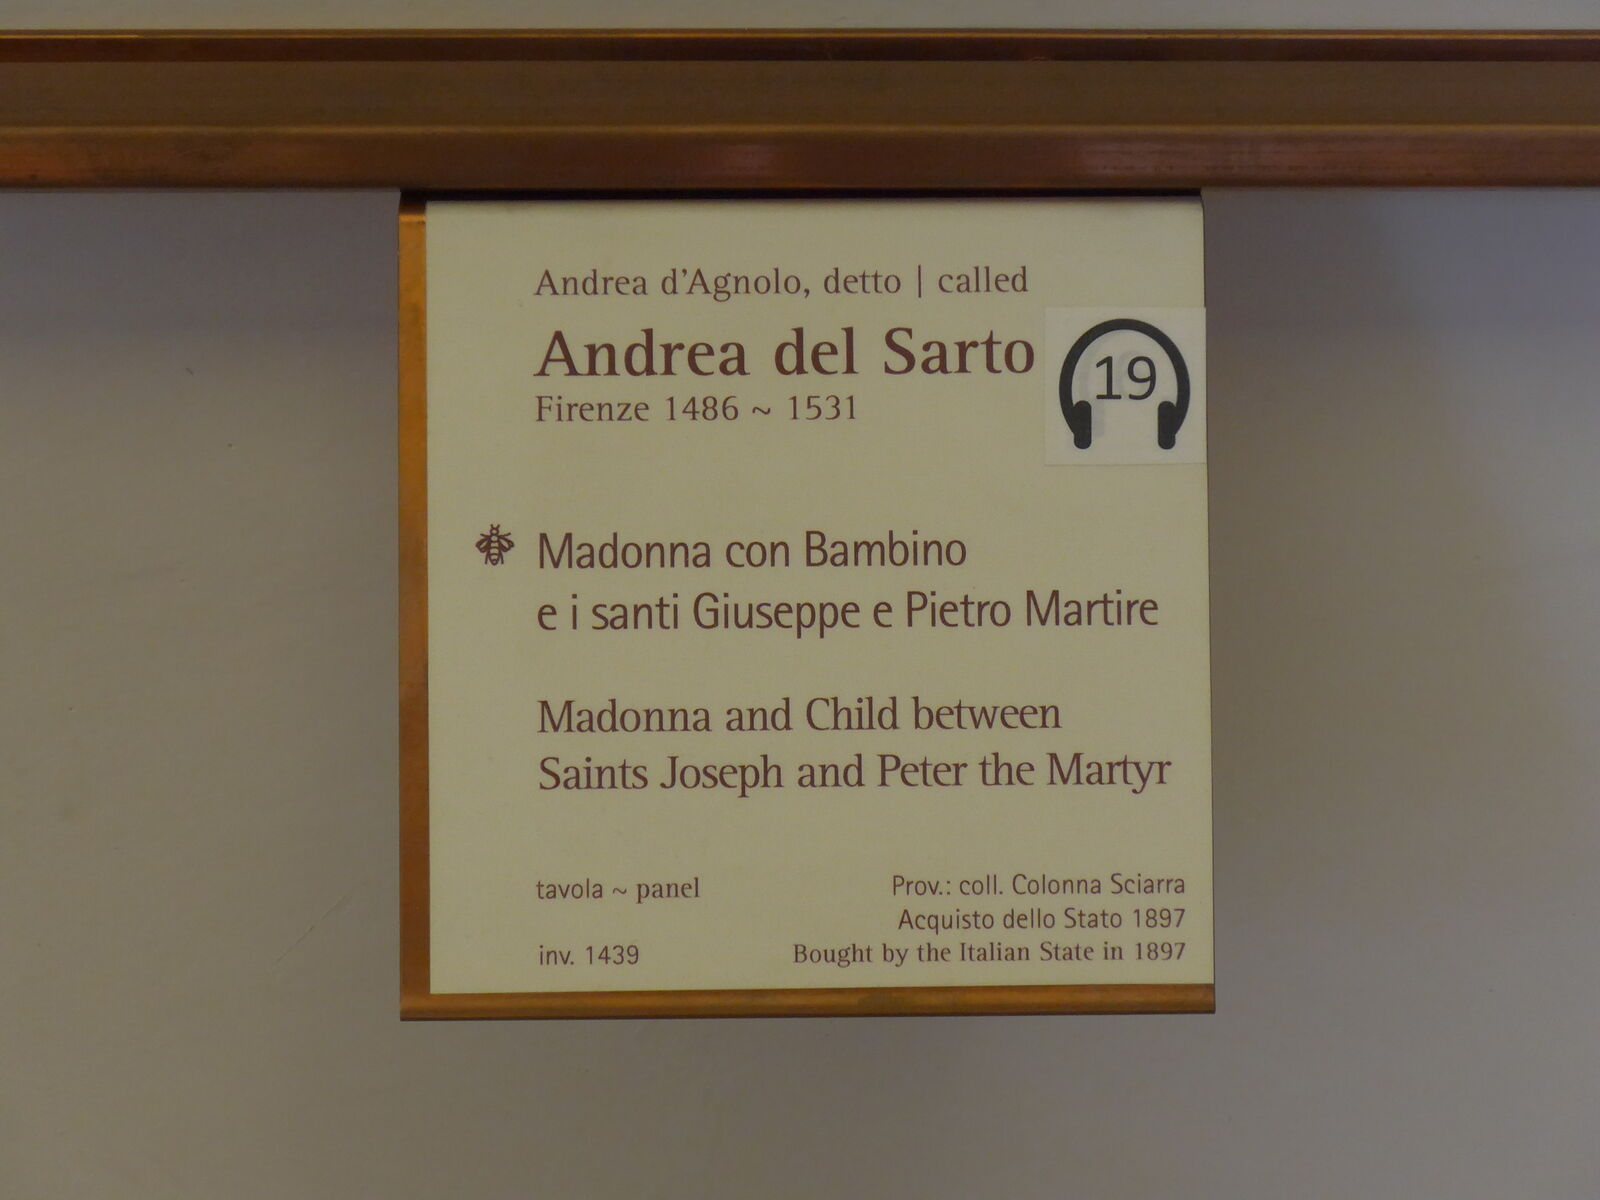 Andrea d'Agnolo, detto | called
Andrea del Sarto
19
Firenze 1486 ~ 1531
Madonna con Bambino
e i santi Giuseppe e Pietro Martire
Madonna and Child between
Saints Joseph and Peter the Martyr
tavola ~ panel
inv. 1439
Prov.: coll. Colonna Sciarra
Acquisto dello Stato 1897
Bought by the Italian State in 1897